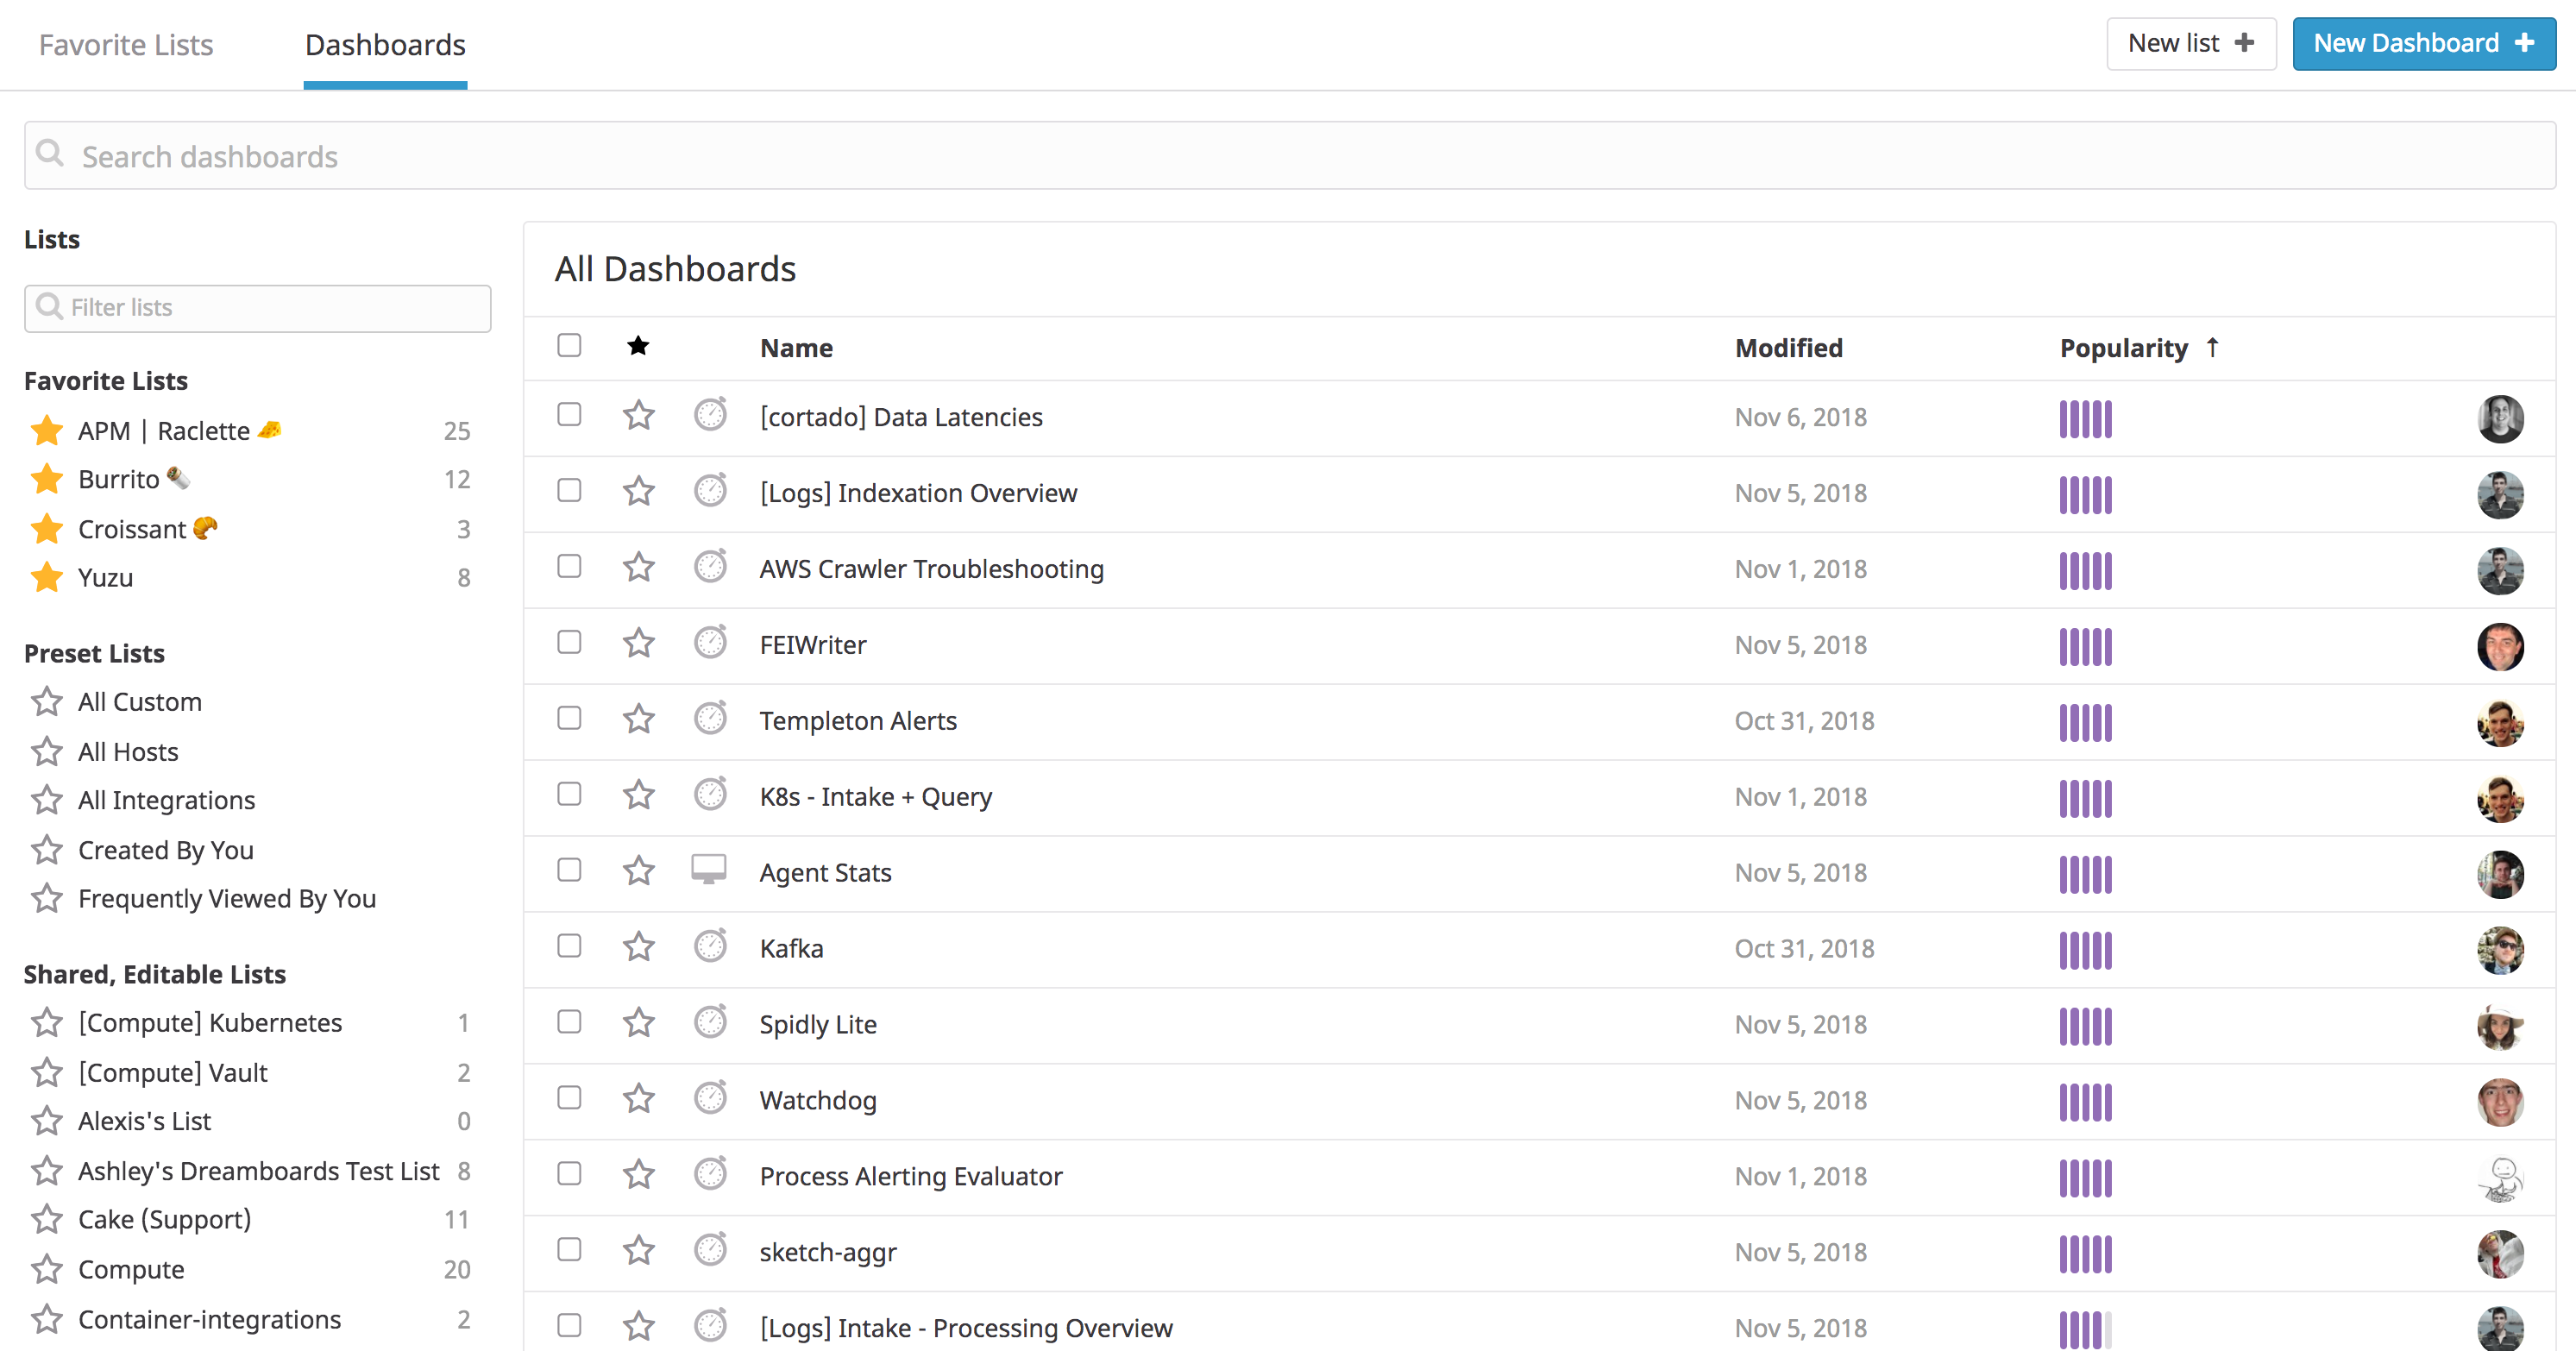 Favorite Lists
Dashboards
New list +
New Dashboard +
Search dashboards
Lists
Filter lists
Favorite Lists
APM | Raclette 25
Burrito 12
Croissant 3
Yuzu 8
Preset Lists
All Custom
All Hosts
All Integrations
Created By You
Frequently Viewed By You
Shared, Editable Lists
[Compute] Kubernetes 1
[Compute] Vault 2
Alexis's List 0
Ashley's Dreamboards Test List 8
Cake (Support) 11
Compute 20
Container-integrations 2
All Dashboards
Name Modified Popularity ↑
[cortado] Data Latencies Nov 6, 2018
[Logs] Indexation Overview Nov 5, 2018
AWS Crawler Troubleshooting Nov 1, 2018
FEIWriter Nov 5, 2018
Templeton Alerts Oct 31, 2018
K8s - Intake + Query Nov 1, 2018
Agent Stats Nov 5, 2018
Kafka Oct 31, 2018
Spidly Lite Nov 5, 2018
Watchdog Nov 5, 2018
Process Alerting Evaluator Nov 1, 2018
sketch-aggr Nov 5, 2018
[Logs] Intake - Processing Overview Nov 5, 2018